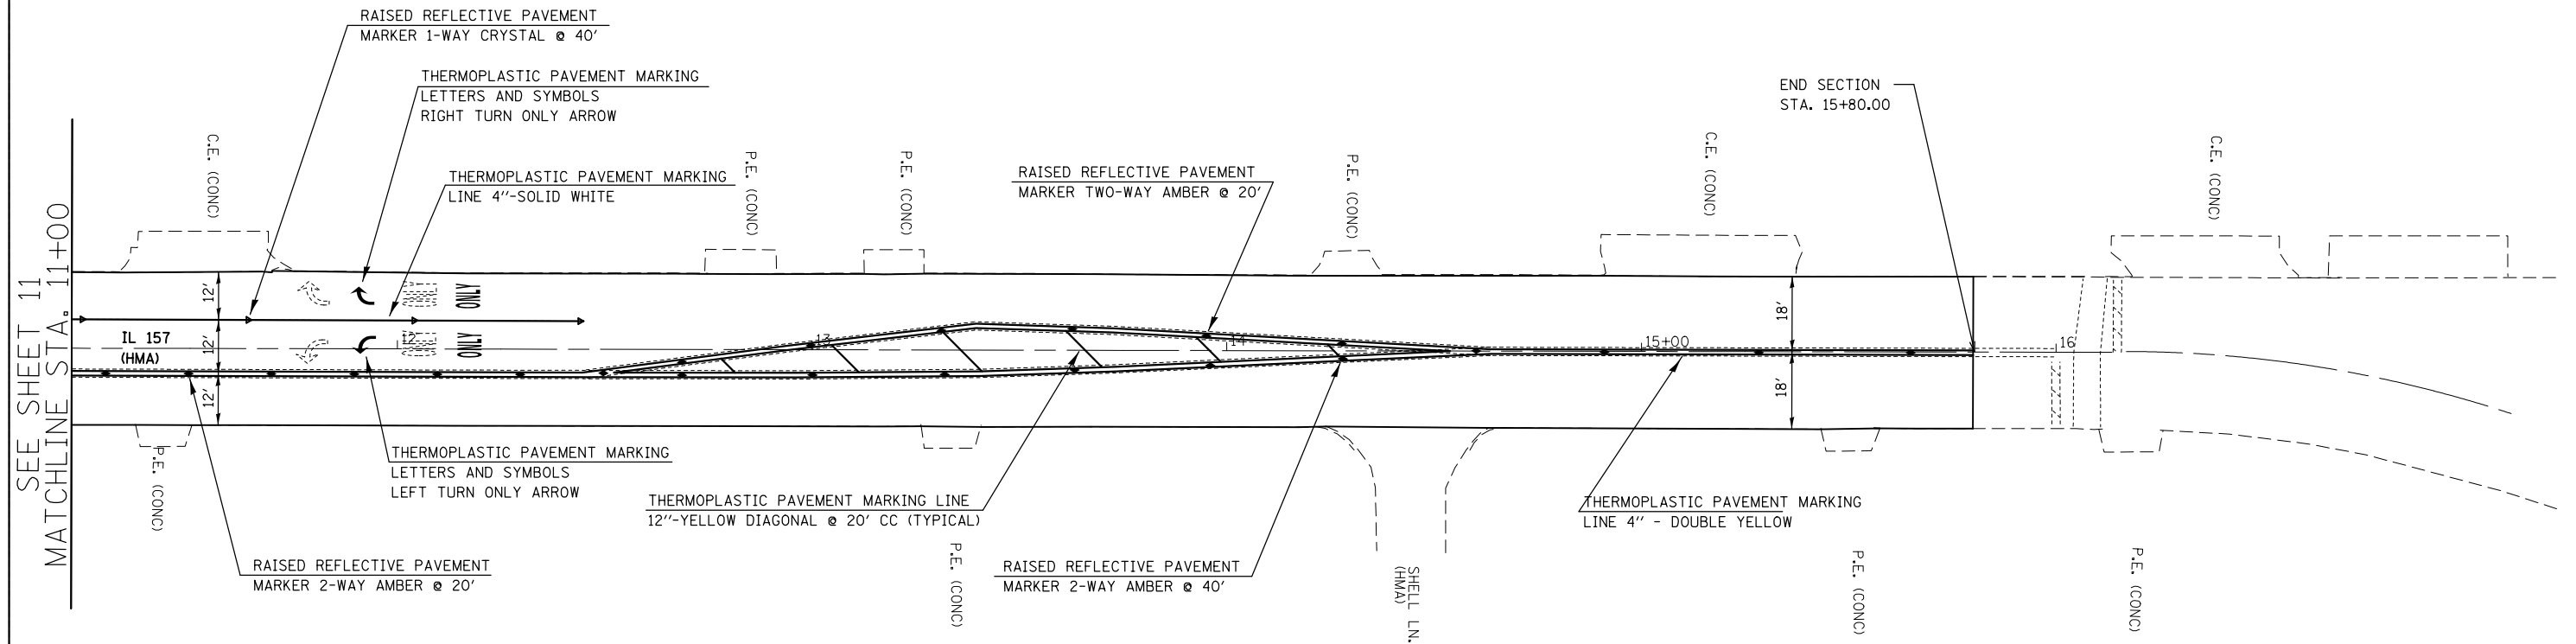 RAISED REFLECTIVE PAVEMENT
MARKER 1-WAY CRYSTAL @ 40'
THERMOPLASTIC PAVEMENT MARKING
LETTERS AND SYMBOLS
RIGHT TURN ONLY ARROW
END SECTION
STA. 15+80.00
C.E. (CONC)
P.E. (CONC)
P.E. (CONC)
P.E. (CONC)
C.E. (CONC)
C.E. (CONC)
THERMOPLASTIC PAVEMENT MARKING
LINE 4''-SOLID WHITE
RAISED REFLECTIVE PAVEMENT
MARKER TWO-WAY AMBER @ 20'
SEE SHEET 11
MATCHLINE STA. 11+00
12'
12'
12'
ONLY
ONLY
IL 157
(HMA)
12
13
14
15+00
16
18'
18'
THERMOPLASTIC PAVEMENT MARKING
LETTERS AND SYMBOLS
LEFT TURN ONLY ARROW
THERMOPLASTIC PAVEMENT MARKING LINE
12''-YELLOW DIAGONAL @ 20' CC (TYPICAL)
THERMOPLASTIC PAVEMENT MARKING
LINE 4'' - DOUBLE YELLOW
P.E. (CONC)
RAISED REFLECTIVE PAVEMENT
MARKER 2-WAY AMBER @ 20'
P.E. (CONC)
RAISED REFLECTIVE PAVEMENT
MARKER 2-WAY AMBER @ 40'
SHELL LN.
(HMA)
P.E. (CONC)
P.E. (CONC)